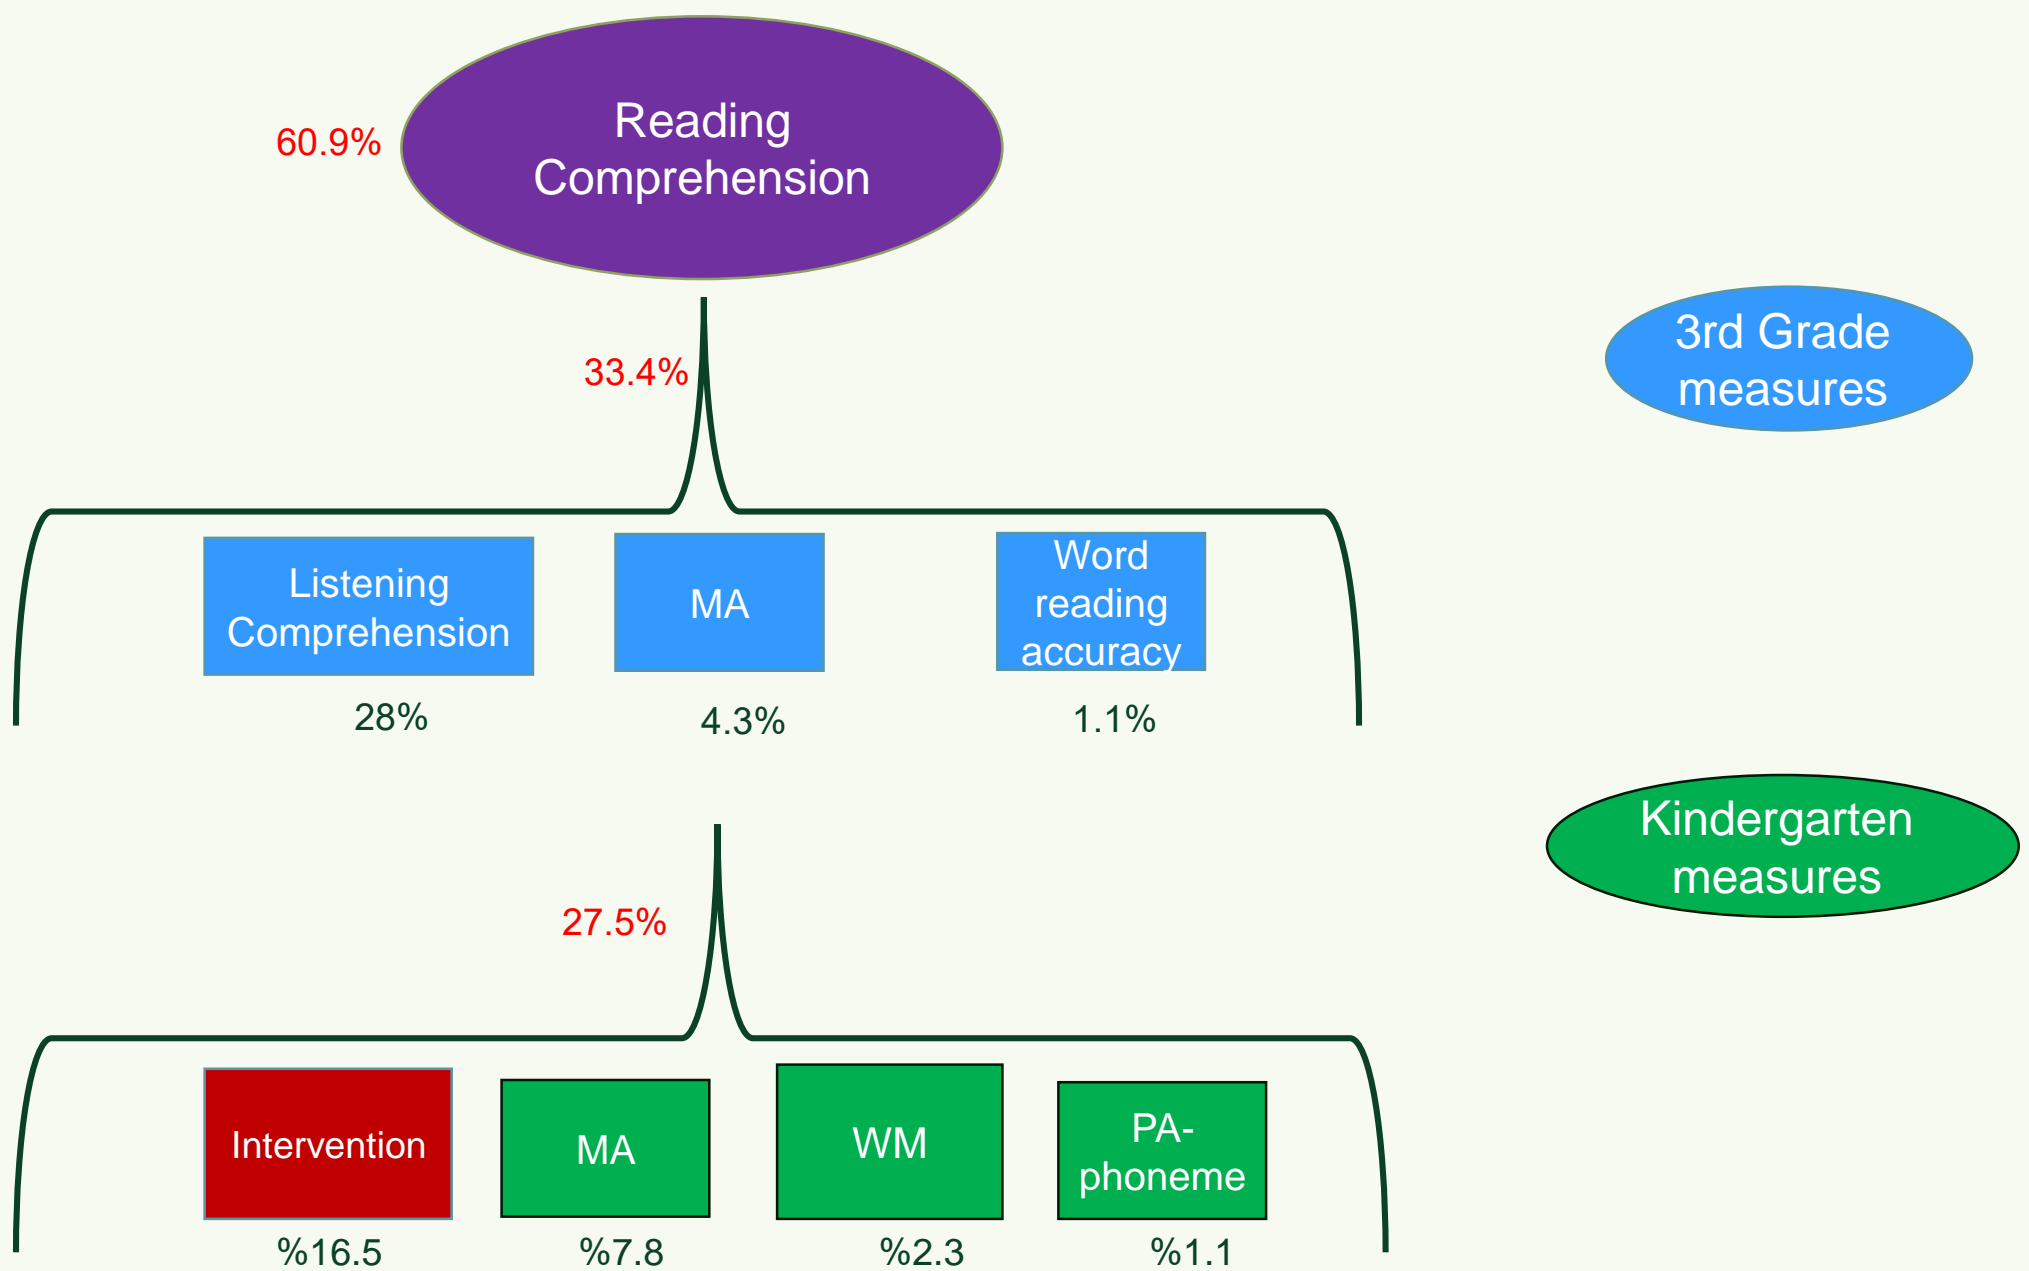 Reading
Comprehension
60.9%
33.4%
3rd Grade
measures
Listening
Comprehension
MA
Word
reading
accuracy
28%
4.3%
1.1%
Kindergarten
measures
27.5%
Intervention
MA
WM
PA-
phoneme
%16.5
%7.8
%2.3
%1.1